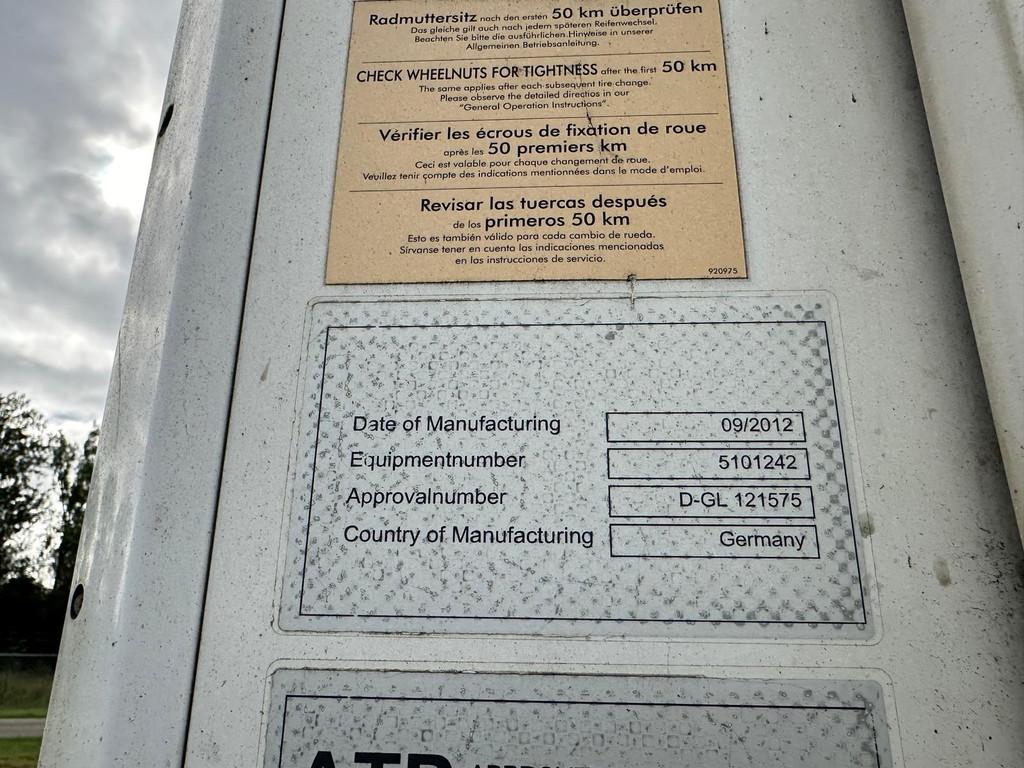 Radmuttersitz nach den ersten 50 km überprüfen
Das gleiche gilt auch nach jedem späteren Reifenwechsel.
Beachten Sie bitte die ausführlichen Hinweise in unserer
Allgemeinen Betriebsanleitung.
CHECK WHEELNUTS FOR TIGHTNESS after the first 50 km
The same applies after each subsequent tire change.
Please observe the detailed directios in our
"General Operation Instructions".
Vérifier les écrous de fixation de roue
après les 50 premiers km
Ceci est valable pour chaque changement de roue.
Veuillez tenir compte des indications mentionnées dans le mode d'emploi.
Revisar las tuercas después
de los primeros 50 km
Esto es también válido para cada cambio de rueda.
Sírvanse tener en cuenta las indicaciones mencionadas
en las instrucciones de servicio.
920975
Date of Manufacturing 09/2012
Equipmentnumber 5101242
Approvalnumber D-GL 121575
Country of Manufacturing Germany
ATP